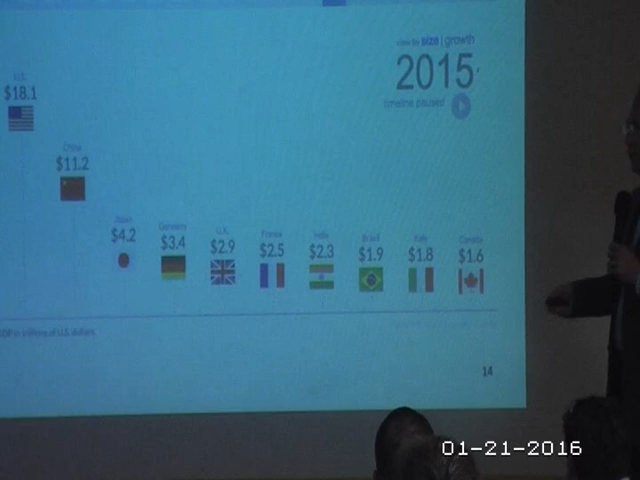 view by size | growth
2015
timeline paused
U.S.
$18.1
China
$11.2
Japan
$4.2
Germany
$3.4
U.K.
$2.9
France
$2.5
India
$2.3
Brazil
$1.9
Italy
$1.8
Canada
$1.6
GDP in trillions of U.S. dollars.
14
01-21-2016